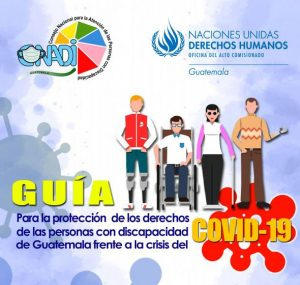 Consejo Nacional para la Atención de las Personas con Discapacidad
CONADI
GUATEMALA
NACIONES UNIDAS
DERECHOS HUMANOS
OFICINA DEL ALTO COMISIONADO
Guatemala
GUÍA
Para la protección de los derechos
de las personas con discapacidad
de Guatemala frente a la crisis del
COVID-19